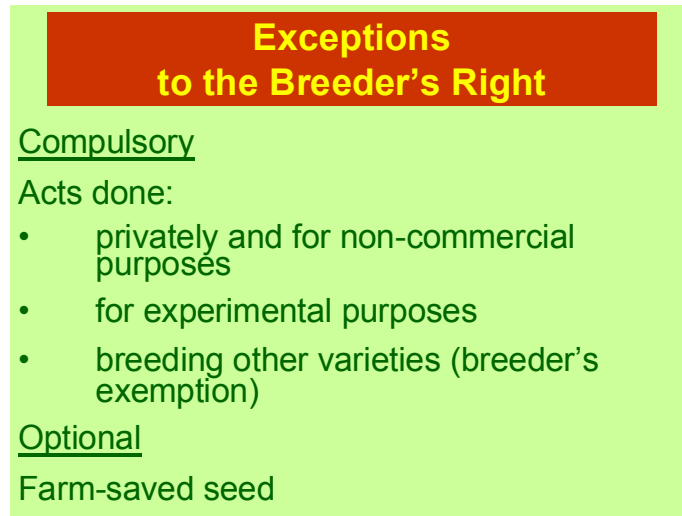 Exceptions
to the Breeder's Right
Compulsory
Acts done:
• privately and for non-commercial
purposes
• for experimental purposes
• breeding other varieties (breeder's
exemption)
Optional
Farm-saved seed